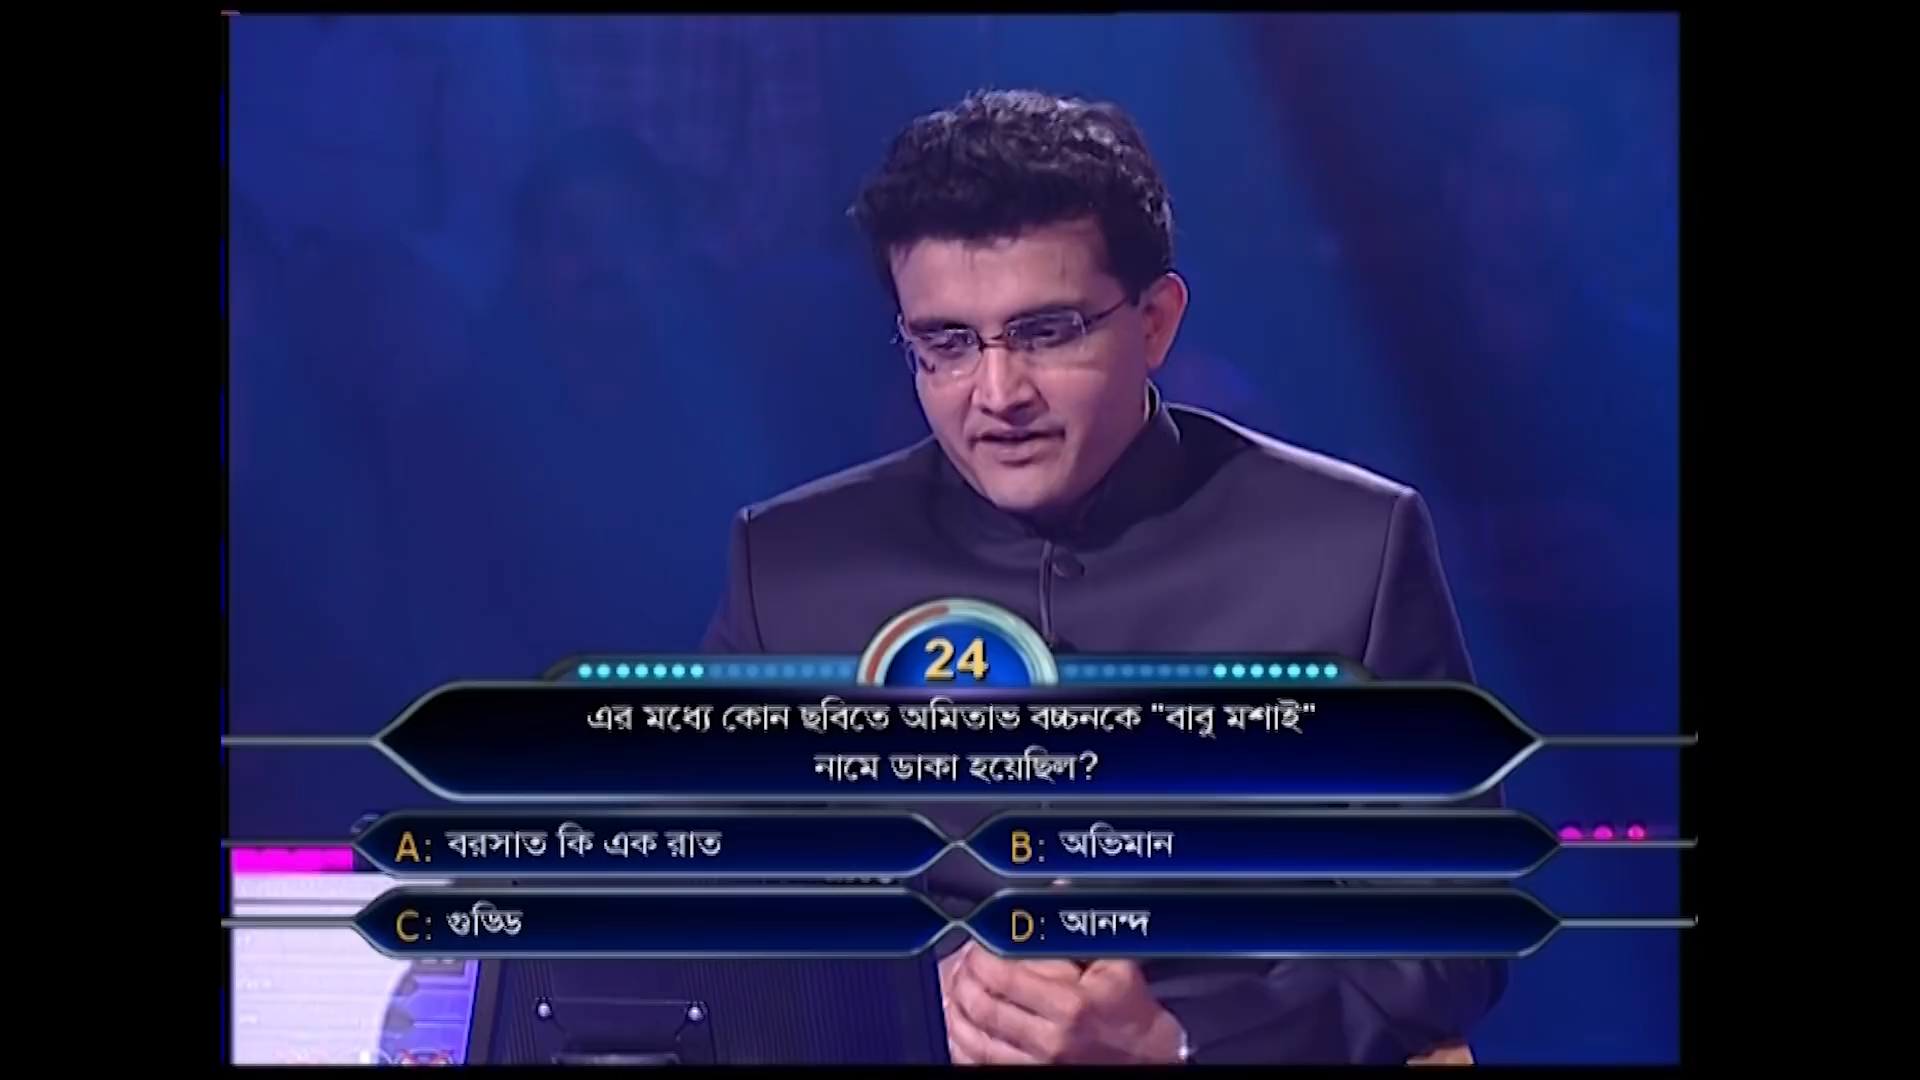 24
এর মধ্যে কোন ছবিতে অমিতাভ বচ্চনকে "বাবু মশাই"
নামে ডাকা হয়েছিল?
A: বরসাত কি এক রাত
B: অভিমান
C: গুড্ডি
D: আনন্দ